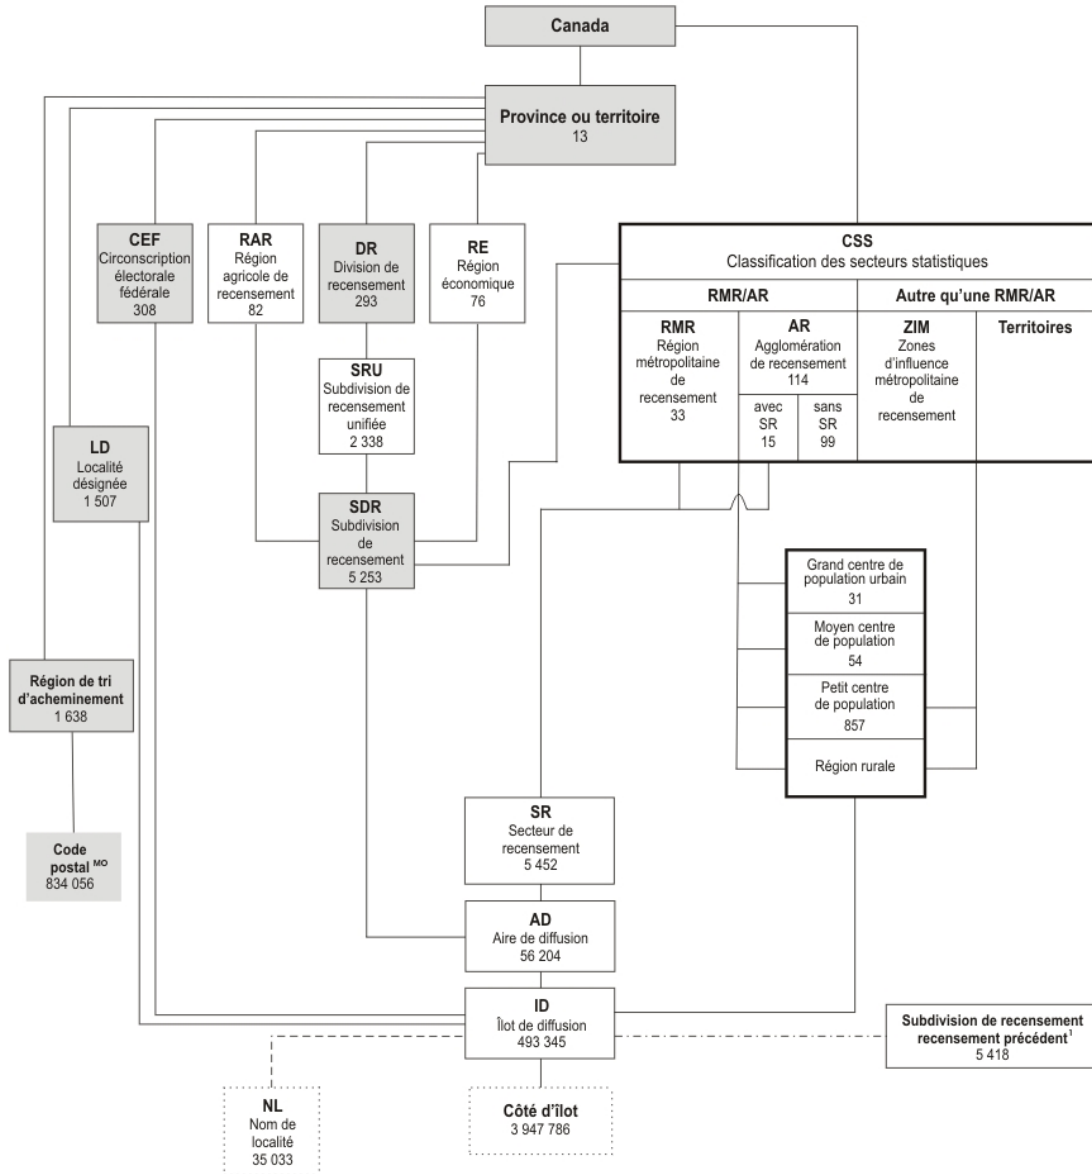 Canada
Province ou territoire
13
CEF
Circonscription
électorale
fédérale
308
RAR
Région
agricole de
recensement
82
DR
Division de
recensement
293
RE
Région
économique
76
CSS
Classification des secteurs statistiques
RMR/AR
Autre qu'une RMR/AR
RMR
Région
métropolitaine
de
recensement
33
AR
Agglomération
de recensement
114
avec
SR
15
sans
SR
99
ZIM
Zones
d'influence
métropolitaine
de
recensement
Territoires
SRU
Subdivision de
recensement
unifiée
2 338
LD
Localité
désignée
1 507
SDR
Subdivision
de
recensement
5 253
Grand centre de
population urbain
31
Moyen centre
de population
54
Petit centre
de population
857
Région rurale
Région de tri
d'acheminement
1 638
Code
postal MO
834 056
SR
Secteur de
recensement
5 452
AD
Aire de diffusion
56 204
ID
Îlot de diffusion
493 345
Subdivision de recensement
recensement précédent¹
5 418
NL
Nom de
localité
35 033
Côté d'îlot
3 947 786